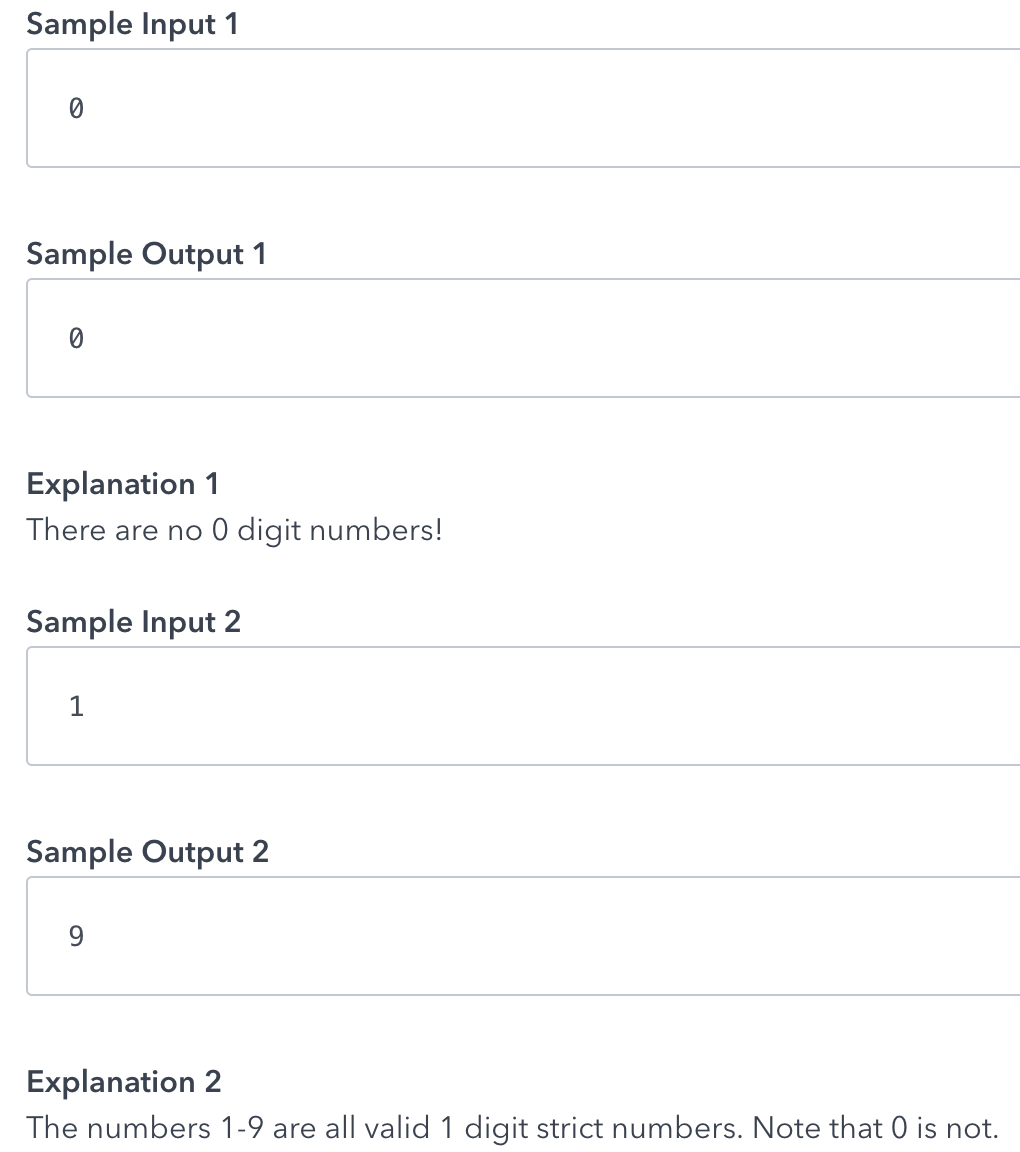 Sample Input 1
0
Sample Output 1
0
Explanation 1
There are no 0 digit numbers!
Sample Input 2
1
Sample Output 2
9
Explanation 2
The numbers 1-9 are all valid 1 digit strict numbers. Note that 0 is not.